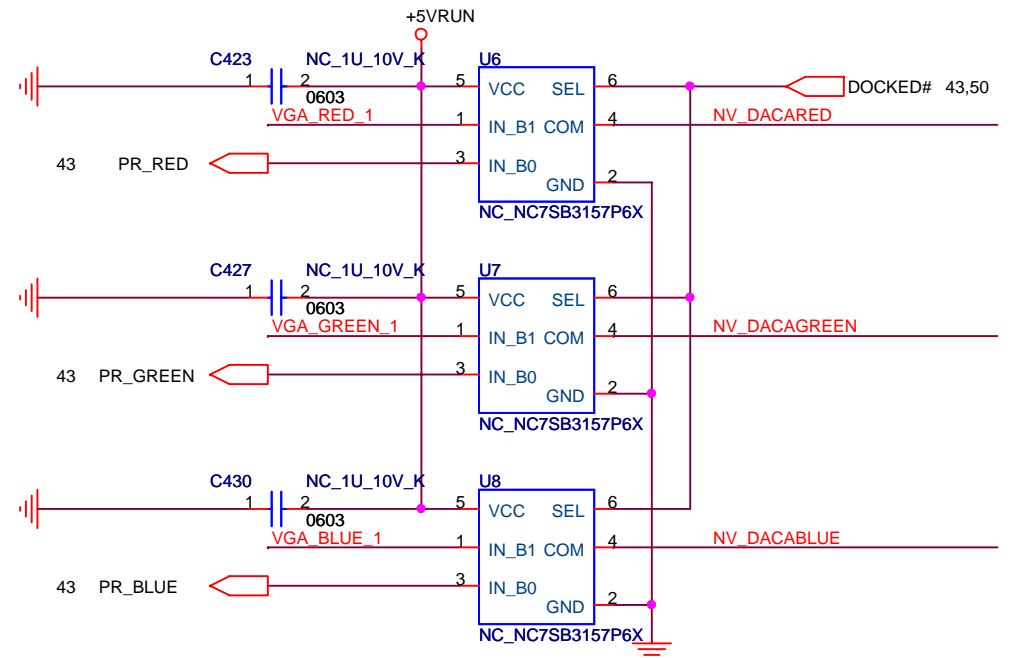 +5VRUN
C423 NC_1U_10V_K U6
1 2 5 VCC SEL 6 DOCKED# 43,50
0603
VGA_RED_1 1 IN_B1 COM 4 NV_DACARED
43 PR_RED 3 IN_B0
GND 2
NC_NC7SB3157P6X
C427 NC_1U_10V_K U7
1 2 5 VCC SEL 6
0603
VGA_GREEN_1 1 IN_B1 COM 4 NV_DACAGREEN
43 PR_GREEN 3 IN_B0
GND 2
NC_NC7SB3157P6X
C430 NC_1U_10V_K U8
1 2 5 VCC SEL 6
0603
VGA_BLUE_1 1 IN_B1 COM 4 NV_DACABLUE
43 PR_BLUE 3 IN_B0
GND 2
NC_NC7SB3157P6X